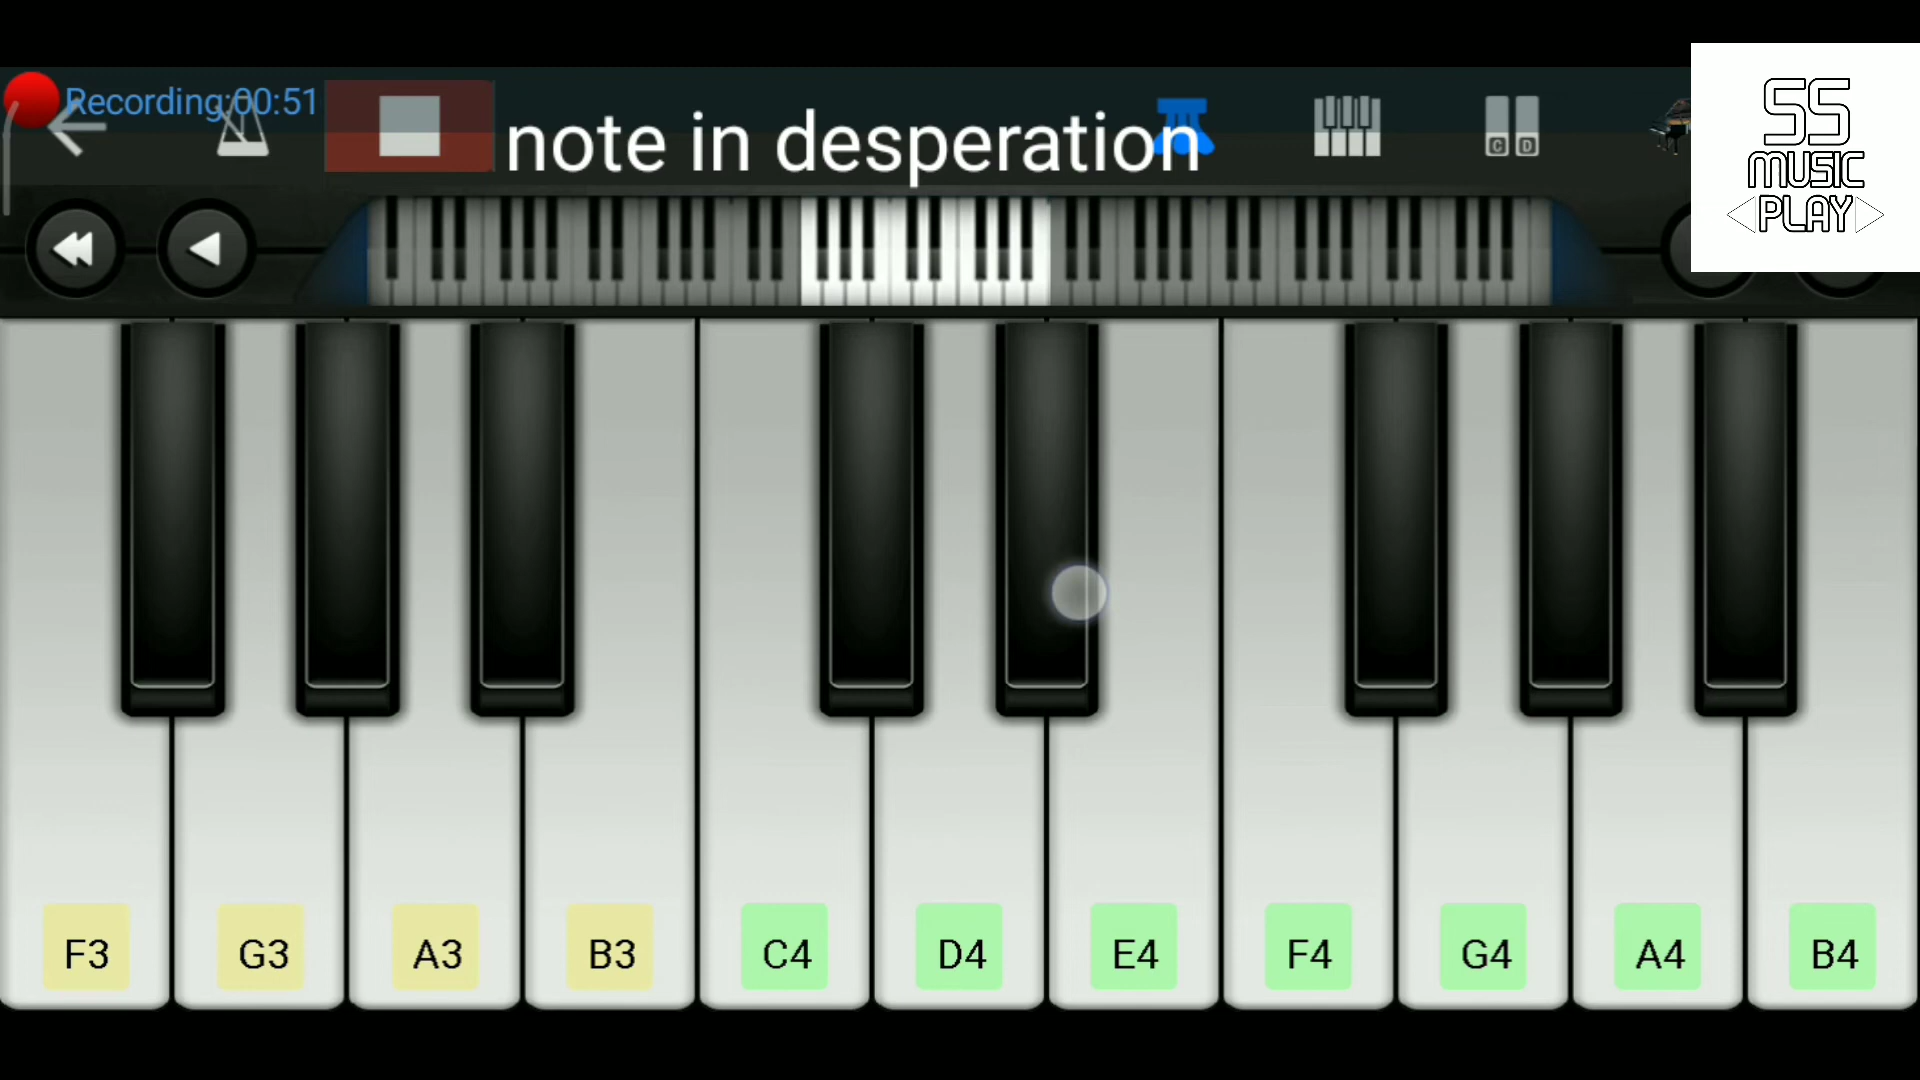 Recording:00:51
note in desperation
C D
SS
MUSIC
PLAY
F3 G3 A3 B3 C4 D4 E4 F4 G4 A4 B4